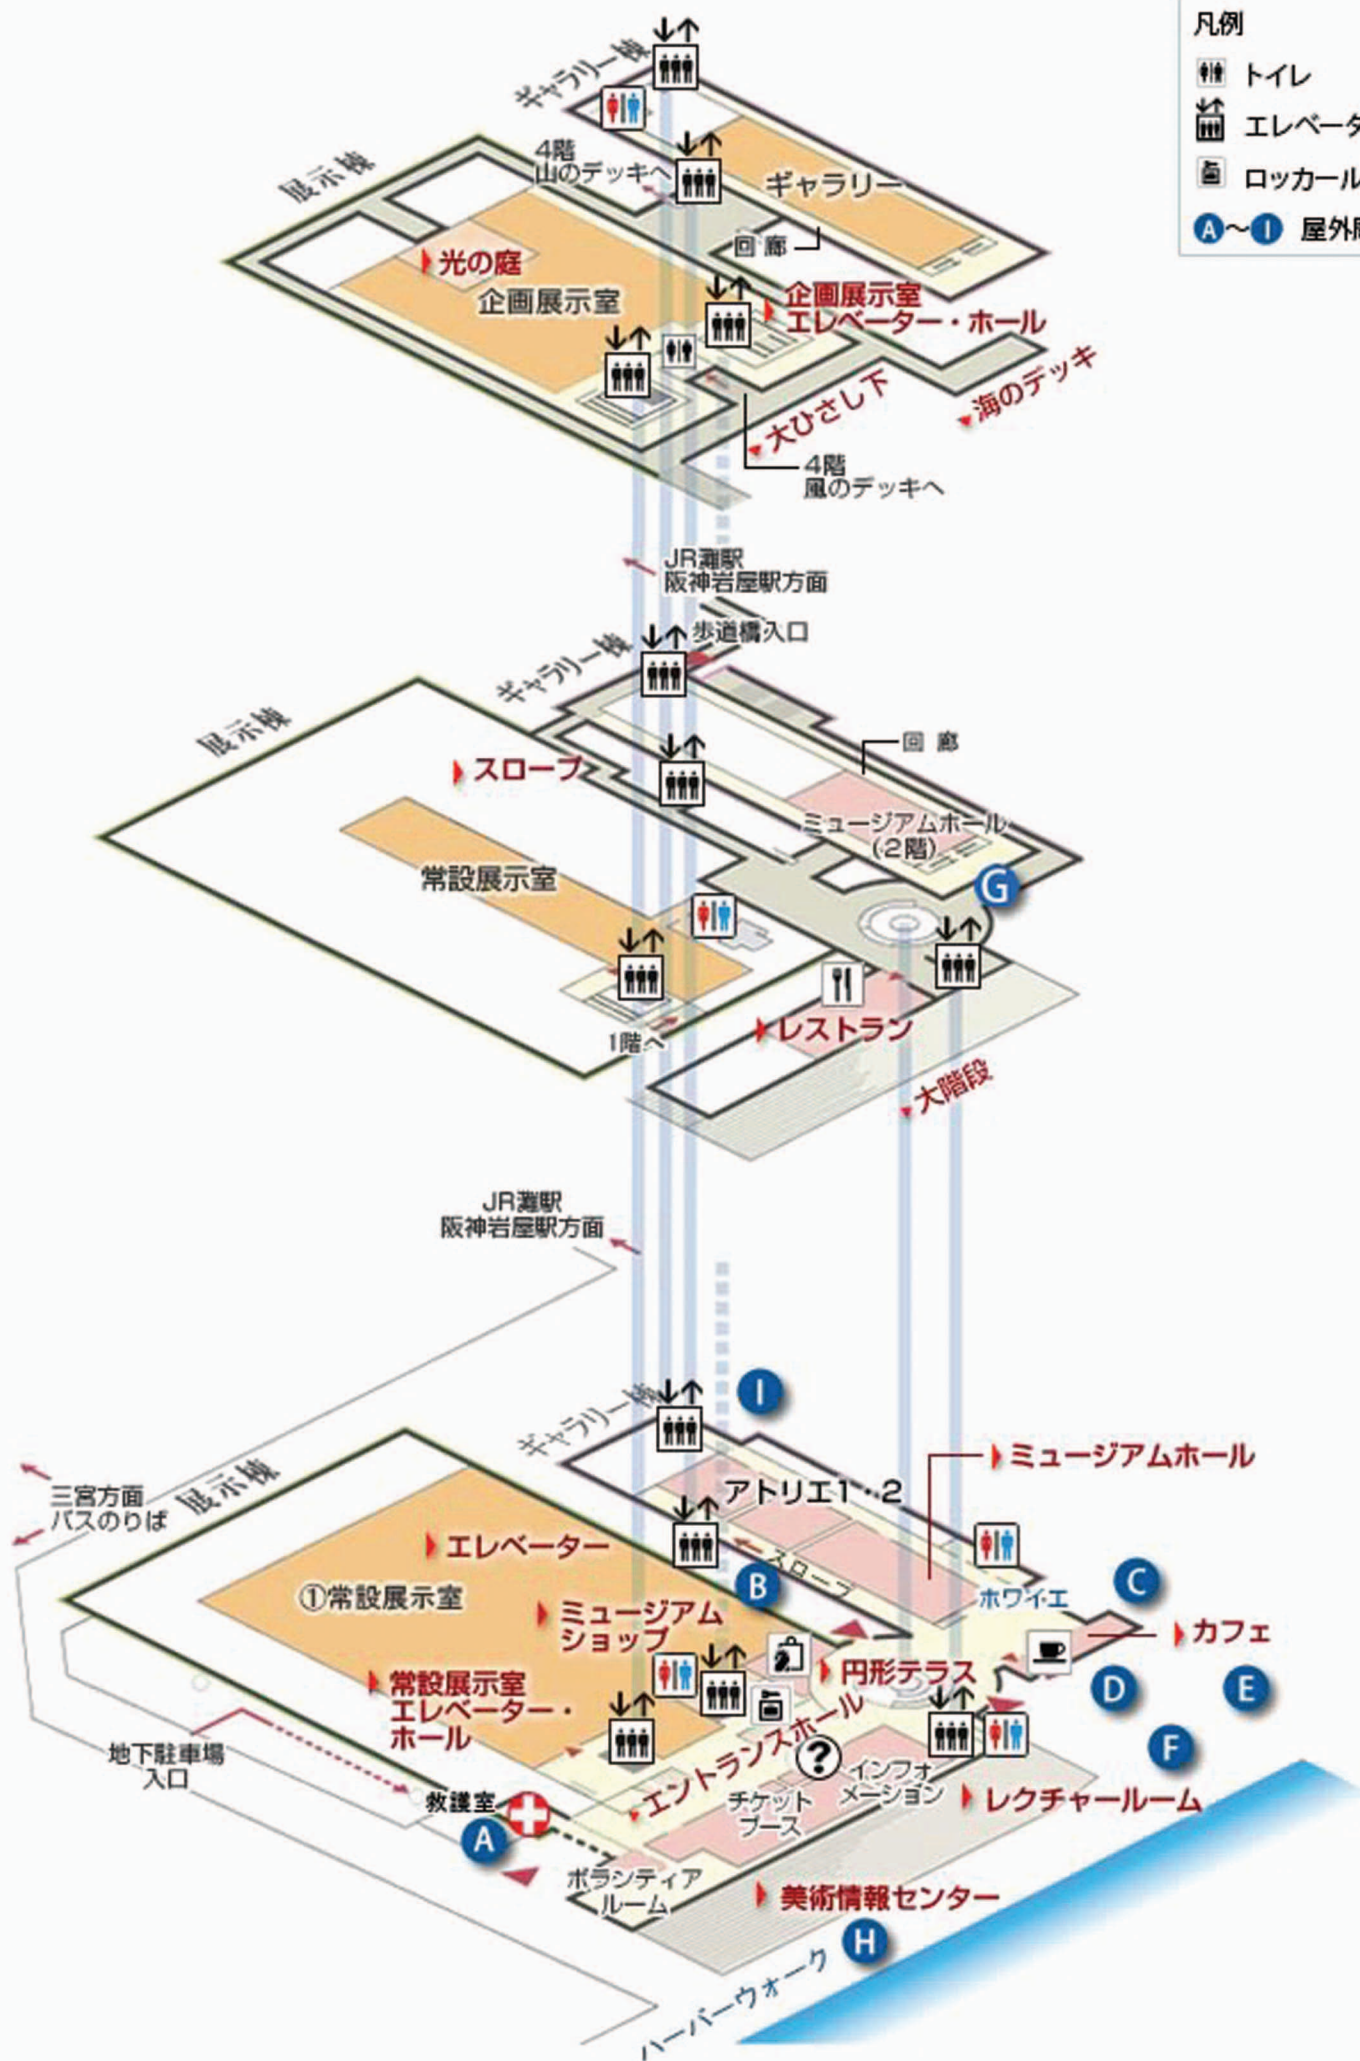 凡例
トイレ
エレベータ
ロッカール
A～I 屋外
ギャラリー棟
展示棟
4階
山のデッキへ
ギャラリー
回廊
光の庭
企画展示室
企画展示室
エレベーター・ホール
海のデッキ
大ひさし下
4階
風のデッキへ
JR灘駅
阪神岩屋駅方面
歩道橋入口
ギャラリー棟
展示棟
スロープ
回廊
ミュージアムホール
(2階)
常設展示室
G
1階へ
レストラン
大階段
JR灘駅
阪神岩屋駅方面
I
ギャラリー棟
展示棟
三宮方面
バスのりば
ミュージアムホール
アトリエ1・2
エレベーター
スロープ
①常設展示室
B
ホワイエ
C
ミュージアム
ショップ
カフェ
円形テラス
常設展示室
エレベーター・
ホール
D
E
F
エントランスホール
?
インフォ
メーション
チケット
ブース
レクチャールーム
地下駐車場
入口
救護室
A
ボランティア
ルーム
美術情報センター
H
ハーバーウォーク